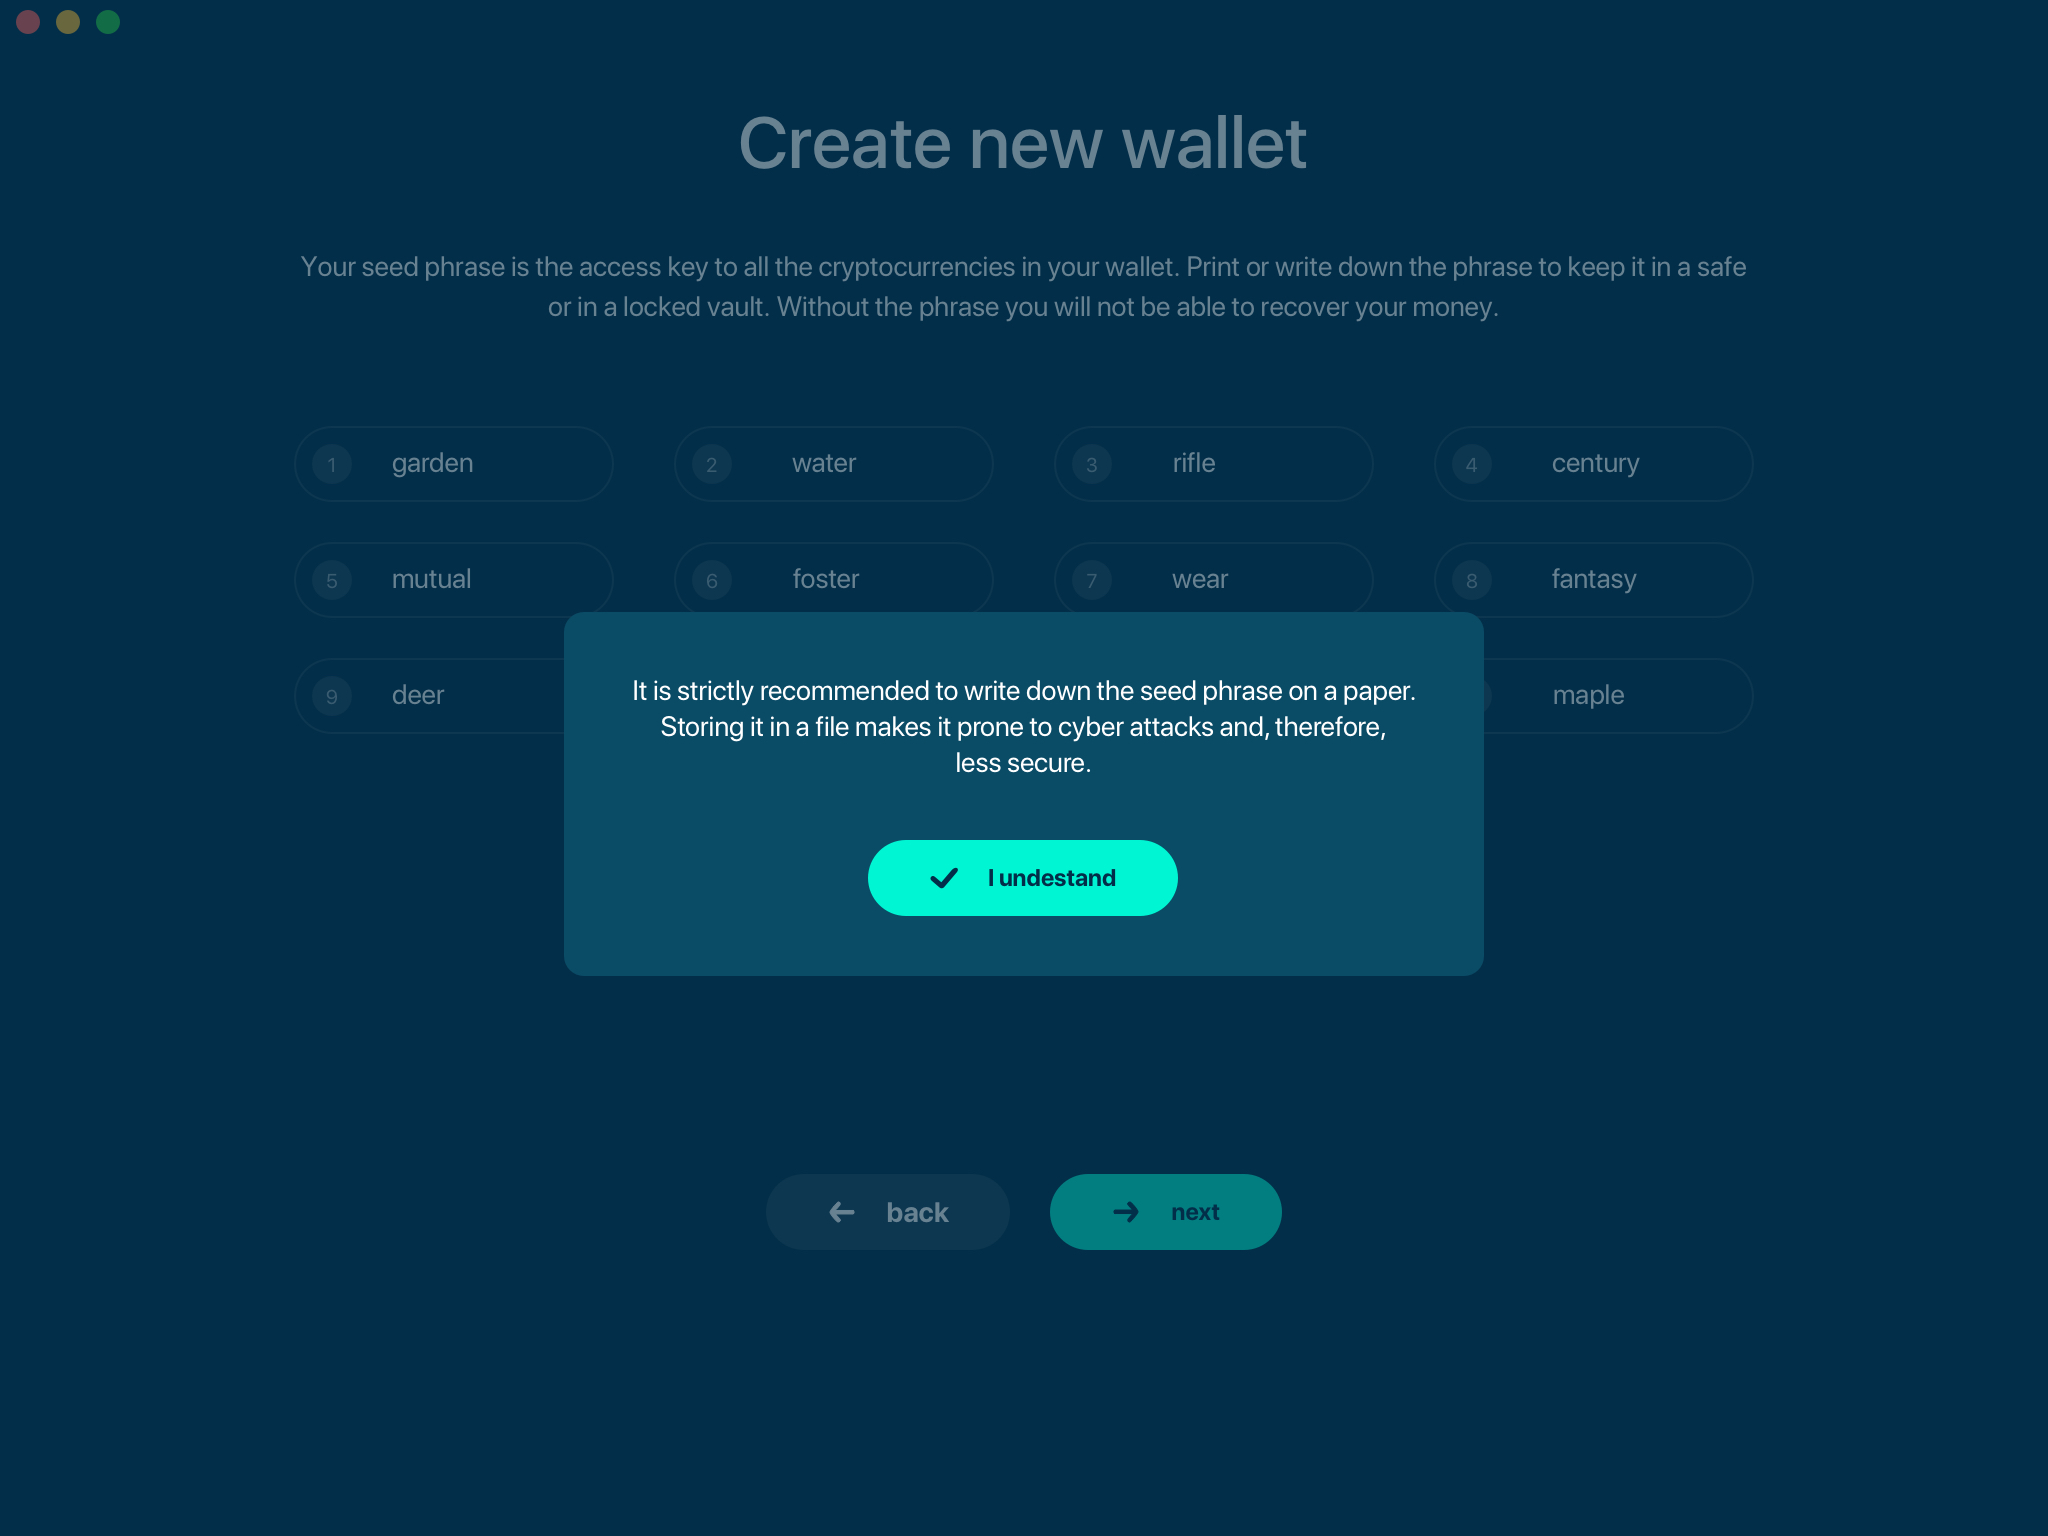 Create new wallet
Your seed phrase is the access key to all the cryptocurrencies in your wallet. Print or write down the phrase to keep it in a safe
or in a locked vault. Without the phrase you will not be able to recover your money.
1 garden 2 water 3 rifle 4 century
5 mutual 6 foster 7 wear 8 fantasy
9 deer maple
It is strictly recommended to write down the seed phrase on a paper.
Storing it in a file makes it prone to cyber attacks and, therefore,
less secure.
I undestand
back next